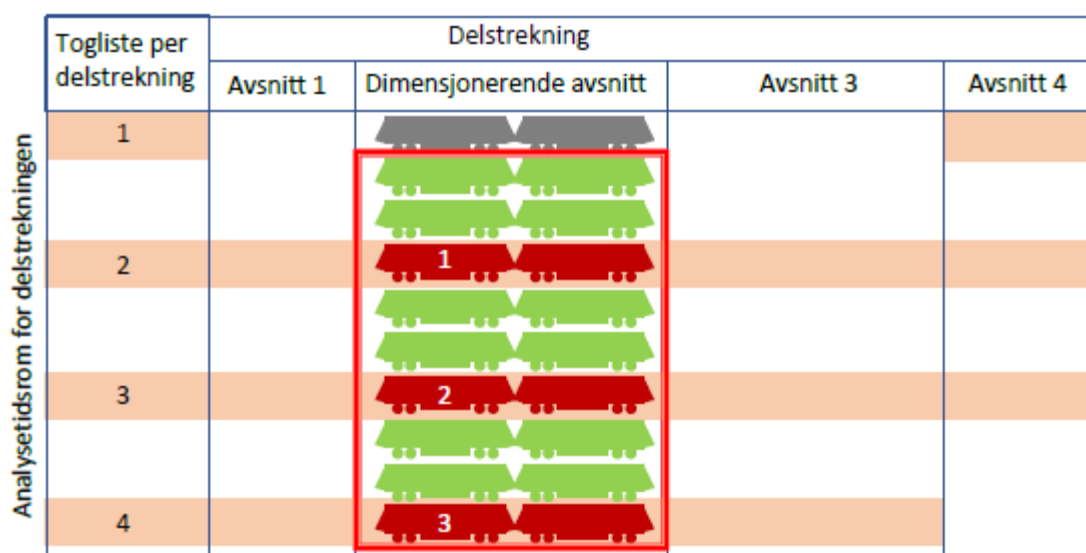 Togliste per
delstrekning
Delstrekning
Avsnitt 1
Dimensjonerende avsnitt
Avsnitt 3
Avsnitt 4
Analysetidsrom for delstrekningen
1
2
1
3
2
4
3